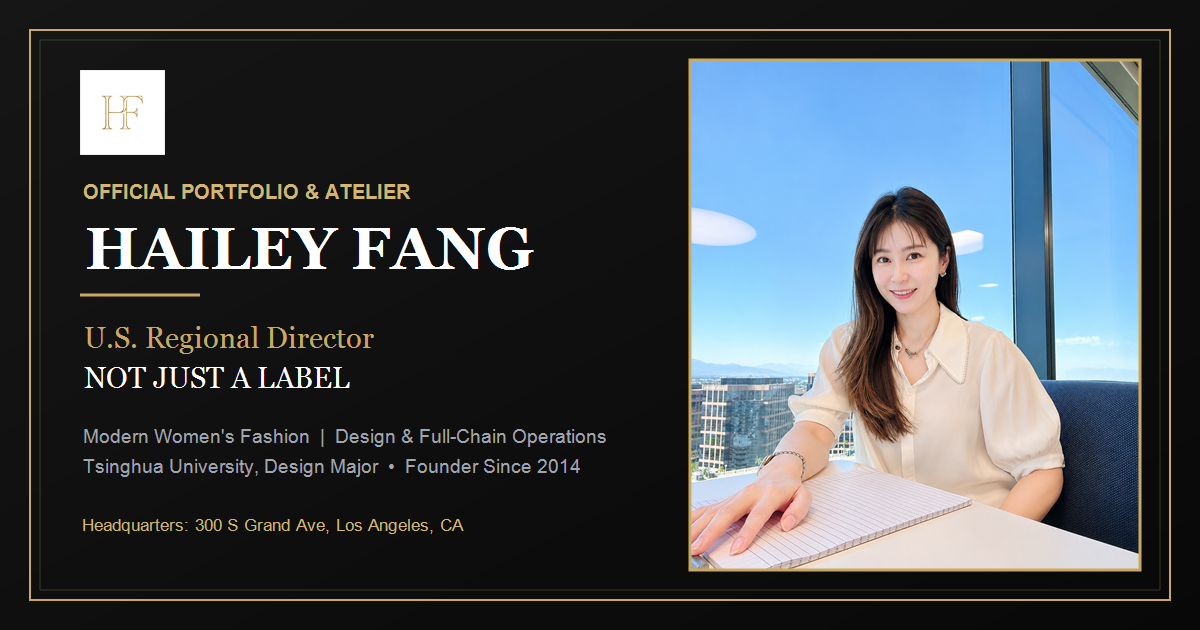 HF
OFFICIAL PORTFOLIO & ATELIER
HAILEY FANG
U.S. Regional Director
NOT JUST A LABEL
Modern Women's Fashion | Design & Full-Chain Operations
Tsinghua University, Design Major • Founder Since 2014
Headquarters: 300 S Grand Ave, Los Angeles, CA